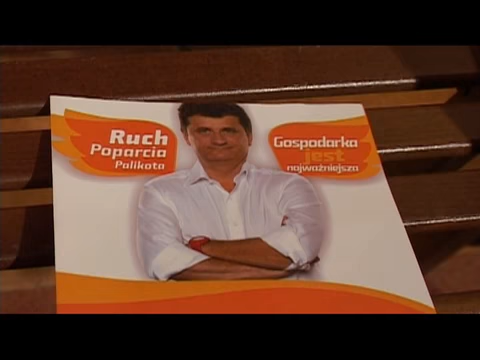 Ruch
Poparcia
Palikota
Gospodarka
jest
najważniejsza